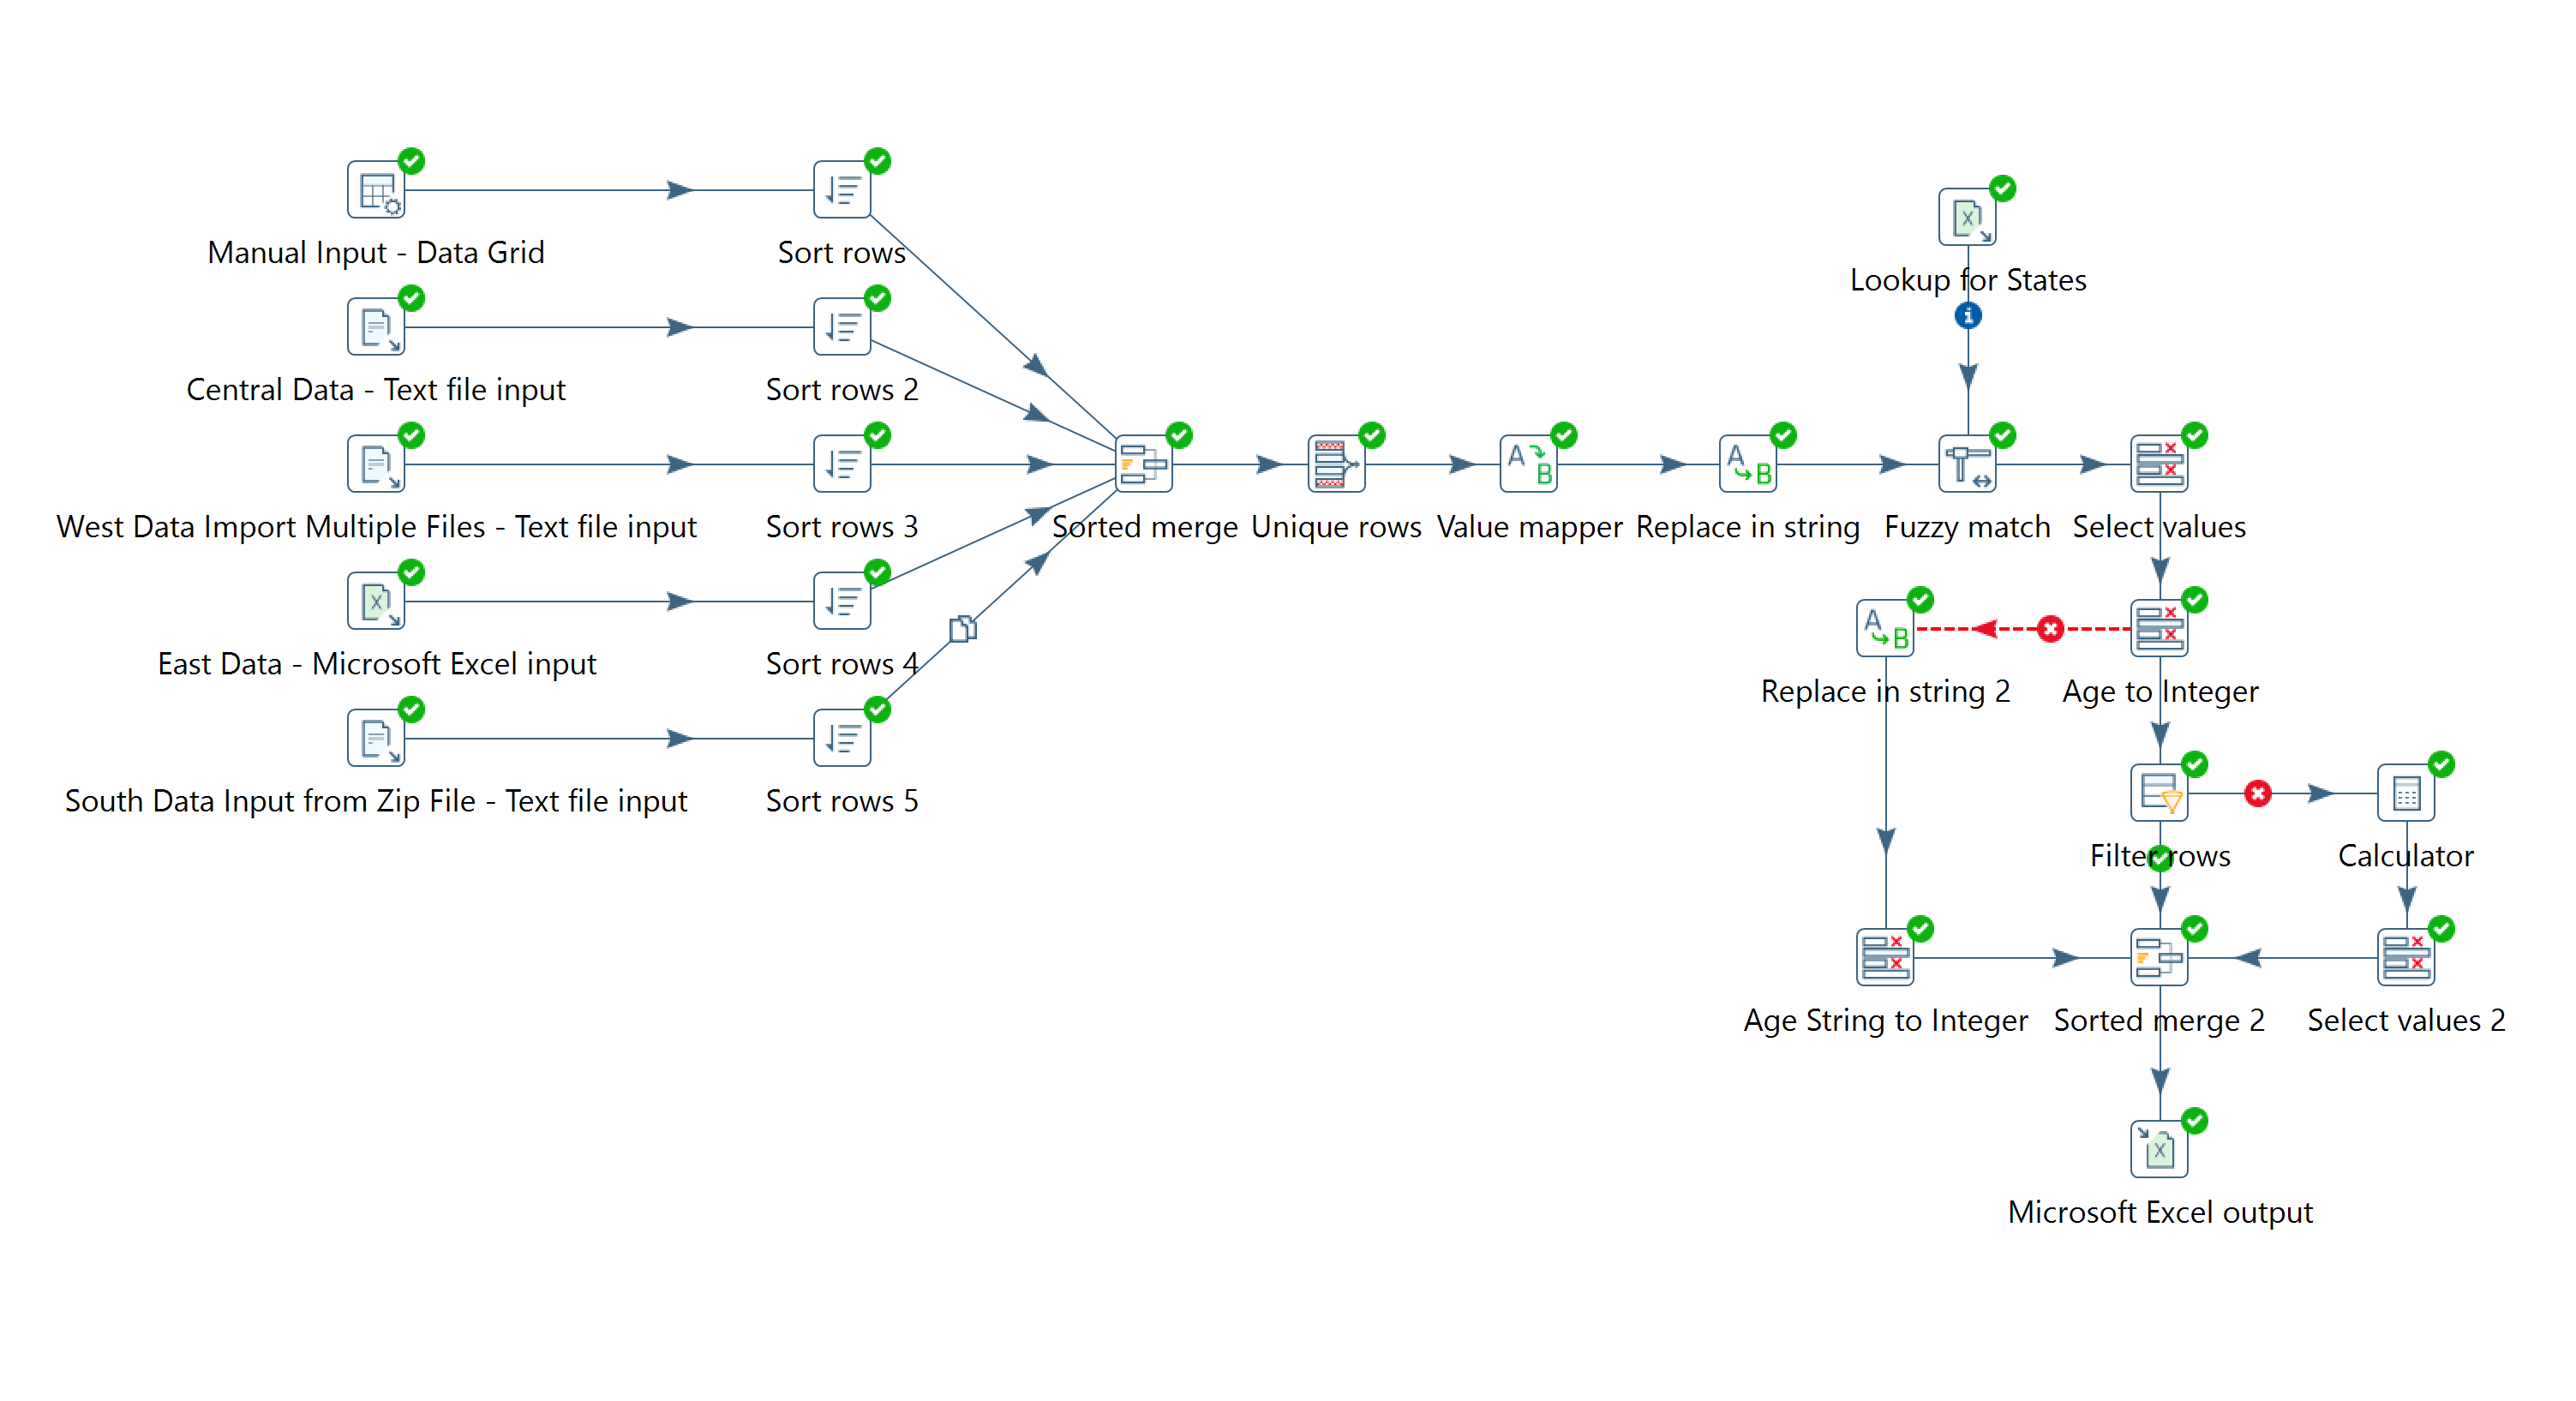 Manual Input - Data Grid
Sort rows
Lookup for States
Central Data - Text file input
Sort rows 2
West Data Import Multiple Files - Text file input
Sort rows 3
Sorted merge
Unique rows
Value mapper
Replace in string
Fuzzy match
Select values
East Data - Microsoft Excel input
Sort rows 4
Replace in string 2
Age to Integer
South Data Input from Zip File - Text file input
Sort rows 5
Filter rows
Calculator
Age String to Integer
Sorted merge 2
Select values 2
Microsoft Excel output